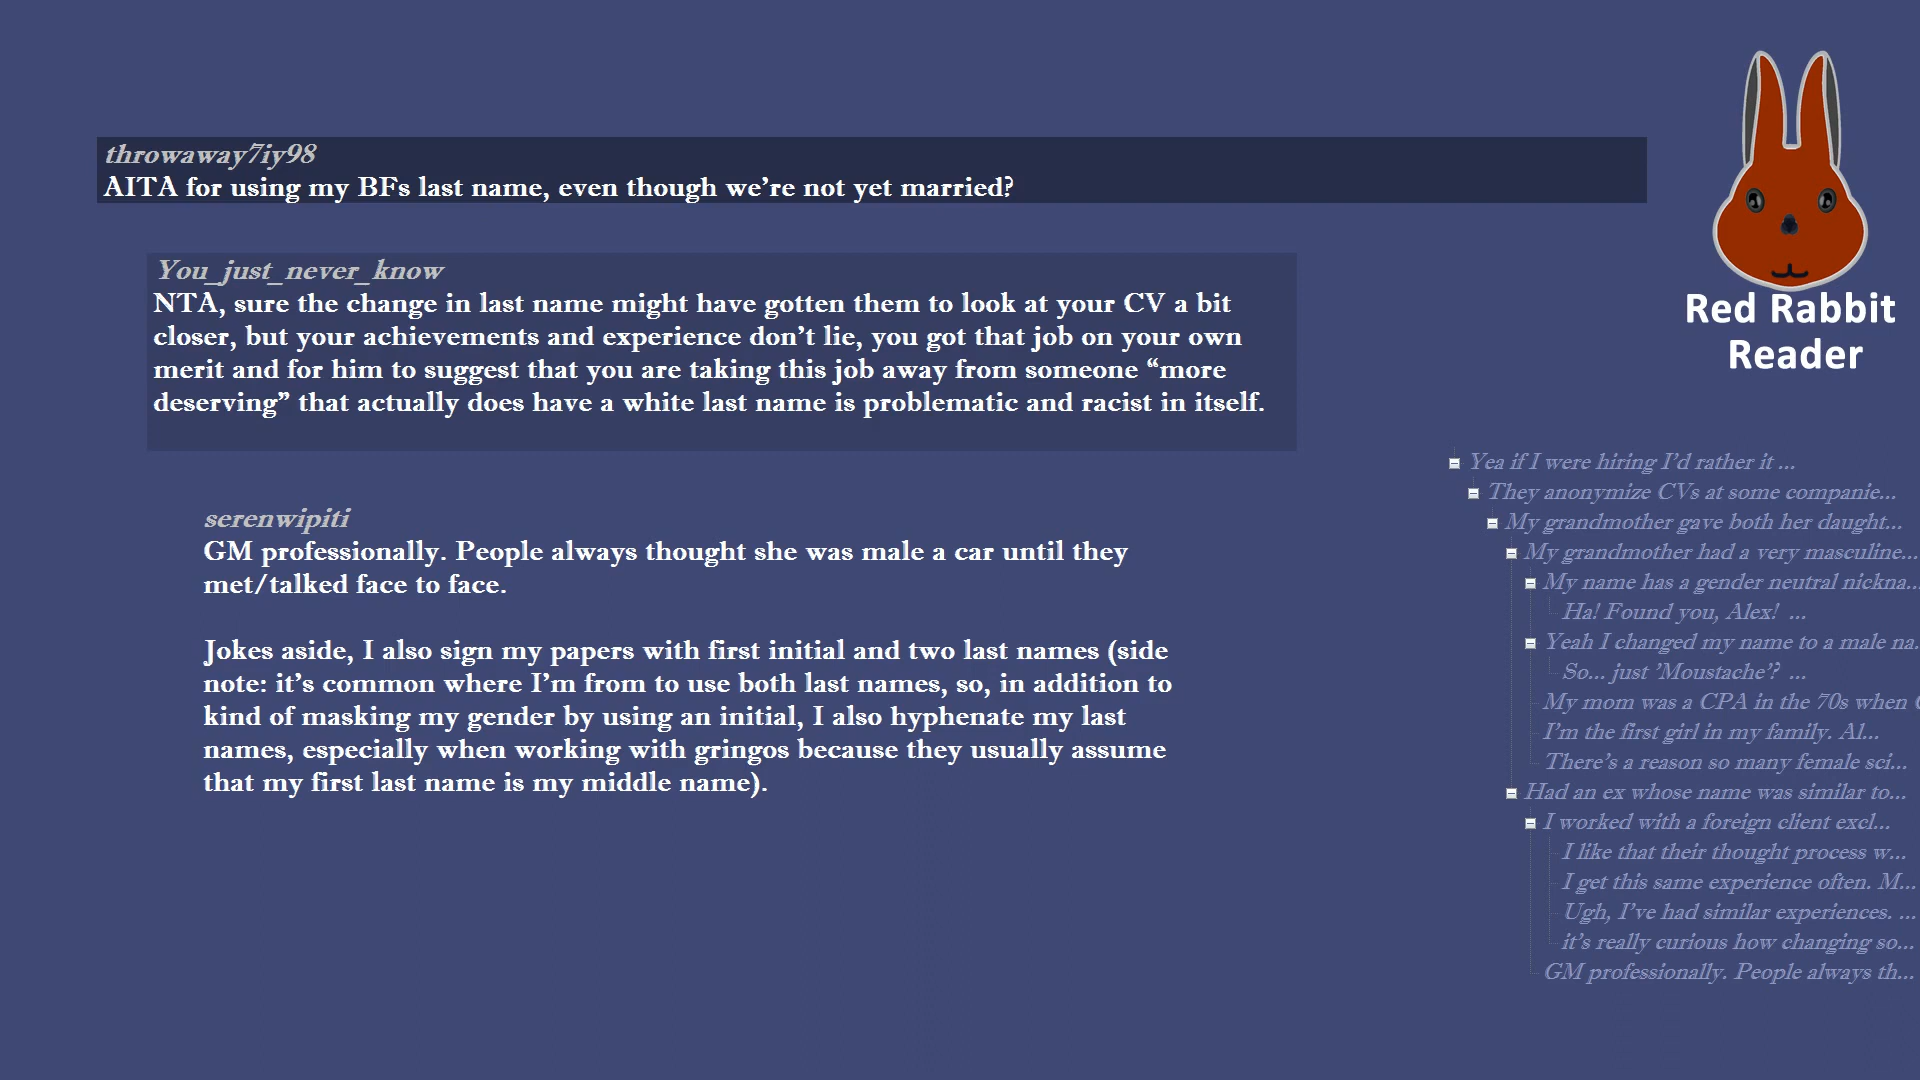 throwaway7iy98
AITA for using my BFs last name, even though we're not yet married?
You_just_never_know
NTA, sure the change in last name might have gotten them to look at your CV a bit
closer, but your achievements and experience don't lie, you got that job on your own
merit and for him to suggest that you are taking this job away from someone “more
deserving” that actually does have a white last name is problematic and racist in itself.
serenwipiti
GM professionally. People always thought she was male a car until they
met/talked face to face.
Jokes aside, I also sign my papers with first initial and two last names (side
note: it's common where I'm from to use both last names, so, in addition to
kind of masking my gender by using an initial, I also hyphenate my last
names, especially when working with gringos because they usually assume
that my first last name is my middle name).
Red Rabbit
Reader
Yea if I were hiring I'd rather it ...
They anonymize CVs at some companie...
My grandmother gave both her daught...
My grandmother had a very masculine...
My name has a gender neutral nickna...
Ha! Found you, Alex! ...
Yeah I changed my name to a male na.
So... just 'Moustache'? ...
My mom was a CPA in the 70s when
I'm the first girl in my family. Al...
There's a reason so many female sci...
Had an ex whose name was similar to...
I worked with a foreign client excl...
I like that their thought process w...
I get this same experience often. M...
Ugh, I've had similar experiences. ...
it's really curious how changing so...
GM professionally. People always th...